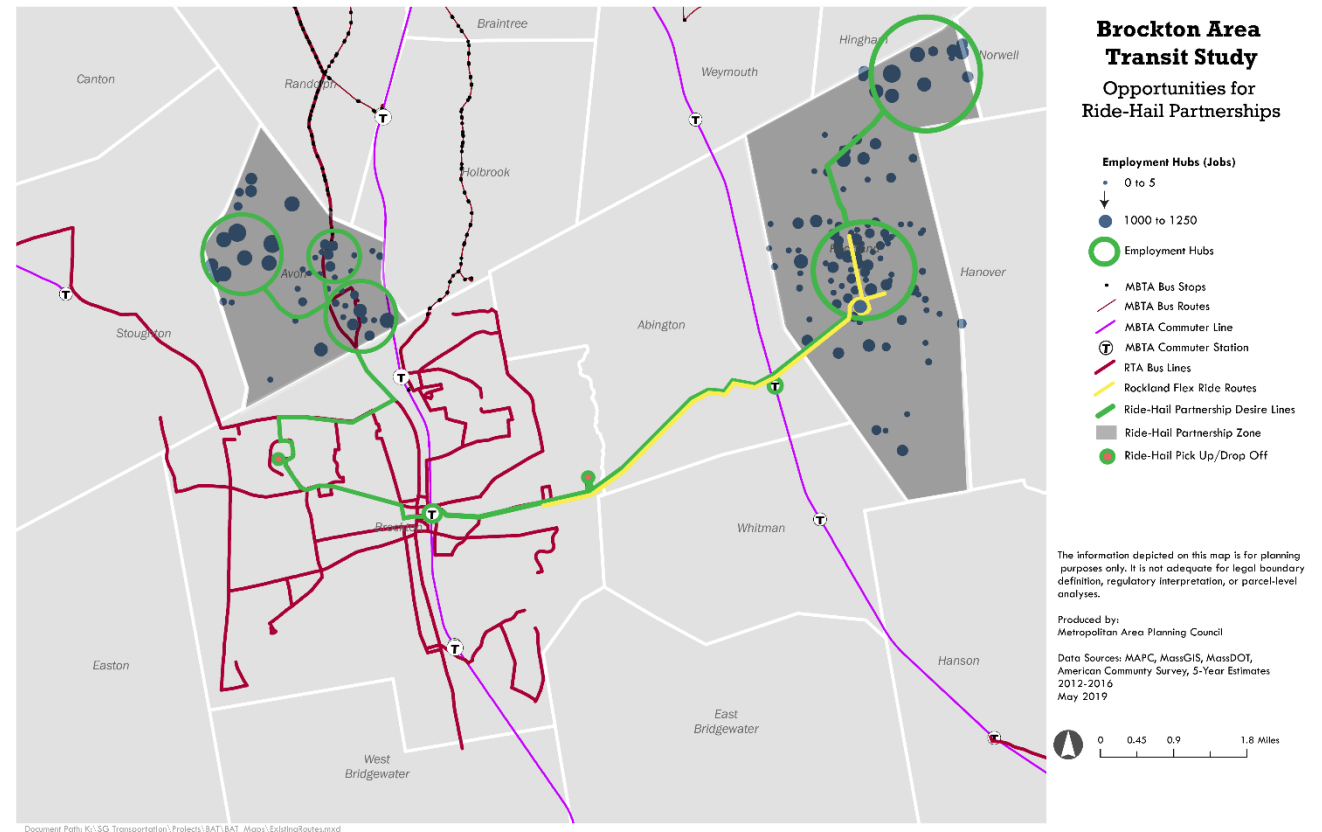 Brockton Area
Transit Study
Opportunities for
Ride-Hail Partnerships
Employment Hubs (Jobs)
0 to 5
1000 to 1250
Employment Hubs
MBTA Bus Stops
MBTA Bus Routes
MBTA Commuter Line
T MBTA Commuter Station
RTA Bus Lines
Rockland Flex Ride Routes
Ride-Hail Partnership Desire Lines
Ride-Hail Partnership Zone
Ride-Hail Pick Up/Drop Off
The information depicted on this map is for planning
purposes only. It is not adequate for legal boundary
definition, regulatory interpretation, or parcel-level
analyses.
Produced by:
Metropolitan Area Planning Council
Data Sources: MAPC, MassGIS, MassDOT,
American Communty Survey, 5-Year Estimates
2012-2016
May 2019
0 0.45 0.9 1.8 Miles
Braintree
Hingham
Norwell
Canton
Randolph
Weymouth
T
T
Holbrook
Avon
Hanover
T
Stoughton
Abington
T
T
T
Brockton
Whitman
T
T
Easton
Hanson
East
Bridgewater
T
West
Bridgewater
Document Path: K:\SG Transportation\Projects\BAT\BAT_Maps\ExistingRoutes.mxd